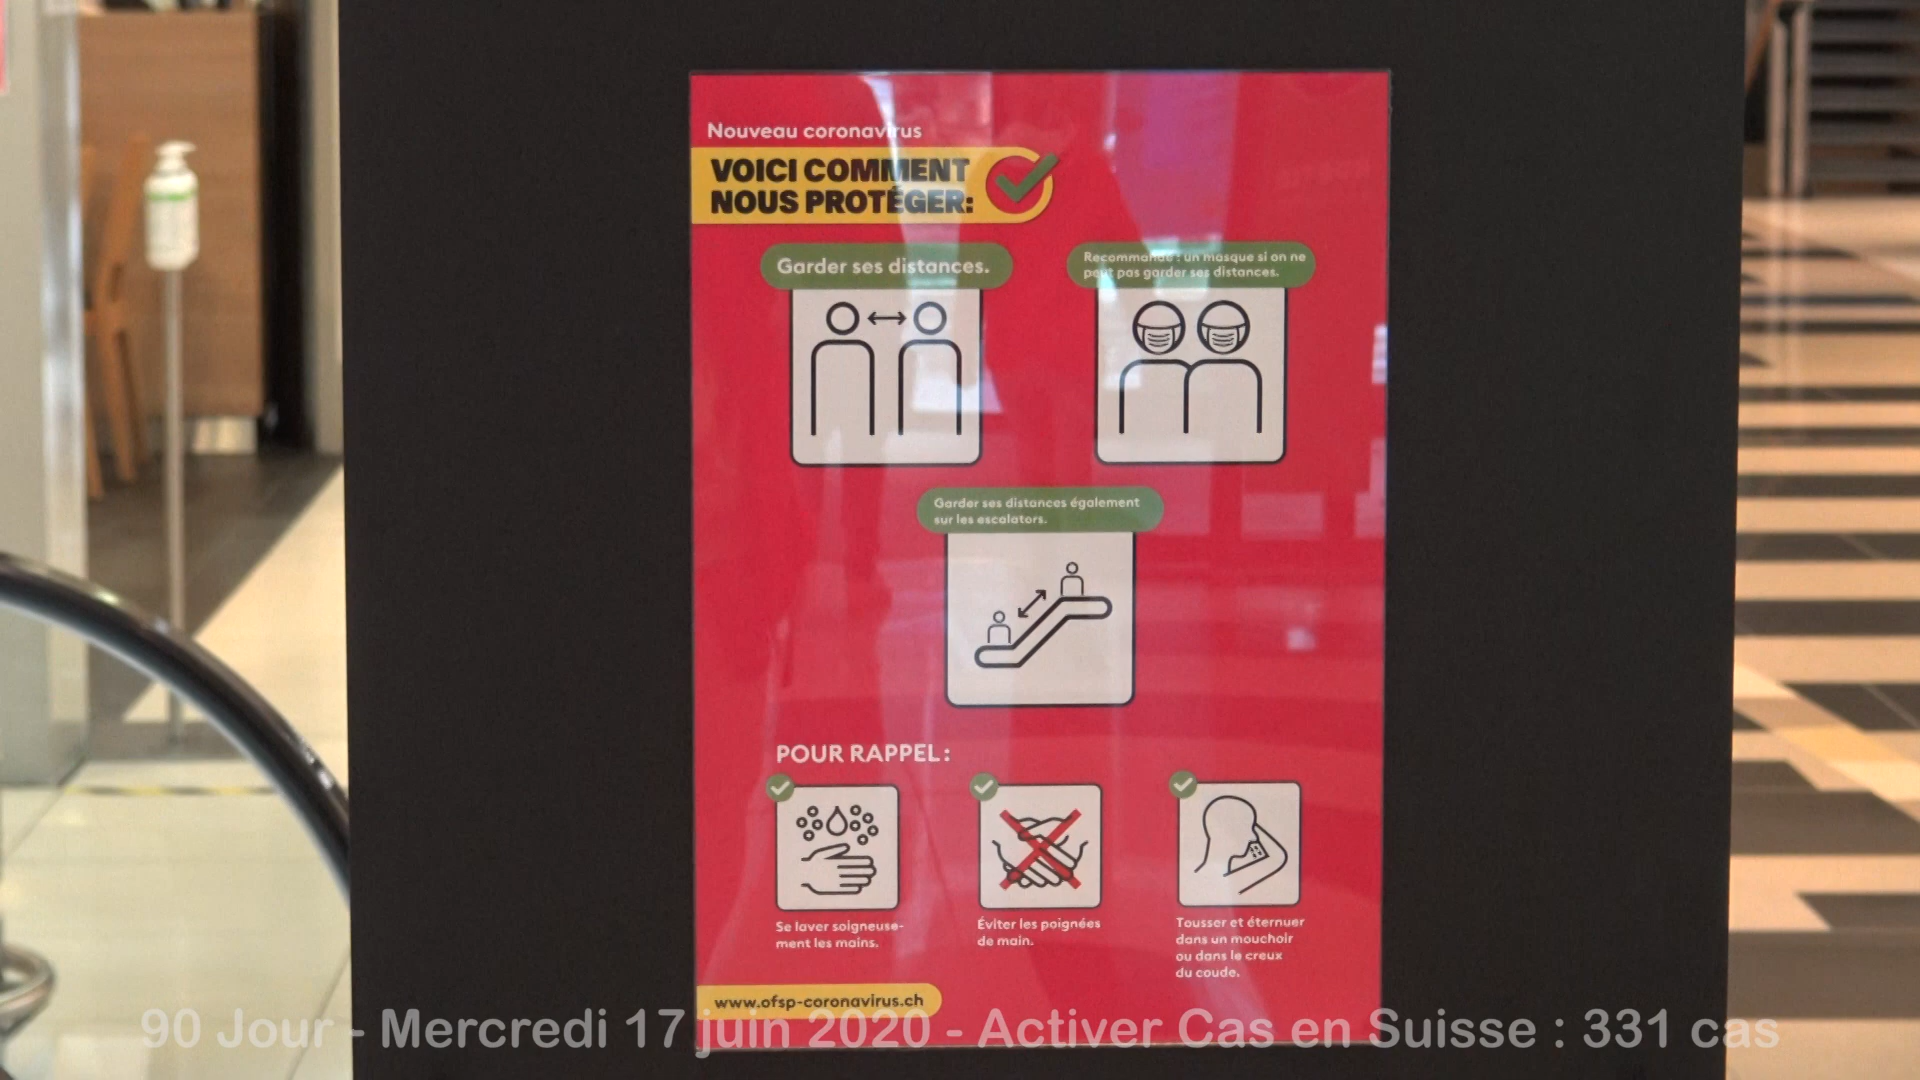 Nouveau coronavirus
VOICI COMMENT
NOUS PROTÉGER:
Garder ses distances.
Recommandé : un masque si on ne
peut pas garder ses distances.
Garder ses distances également
sur les escalators.
POUR RAPPEL:
Se laver soigneuse-
ment les mains.
Éviter les poignées
de main.
Tousser et éternuer
dans un mouchoir
ou dans le creux
du coude.
www.ofsp-coronavirus.ch
90 Jour - Mercredi 17 juin 2020 - Activer Cas en Suisse : 331 cas